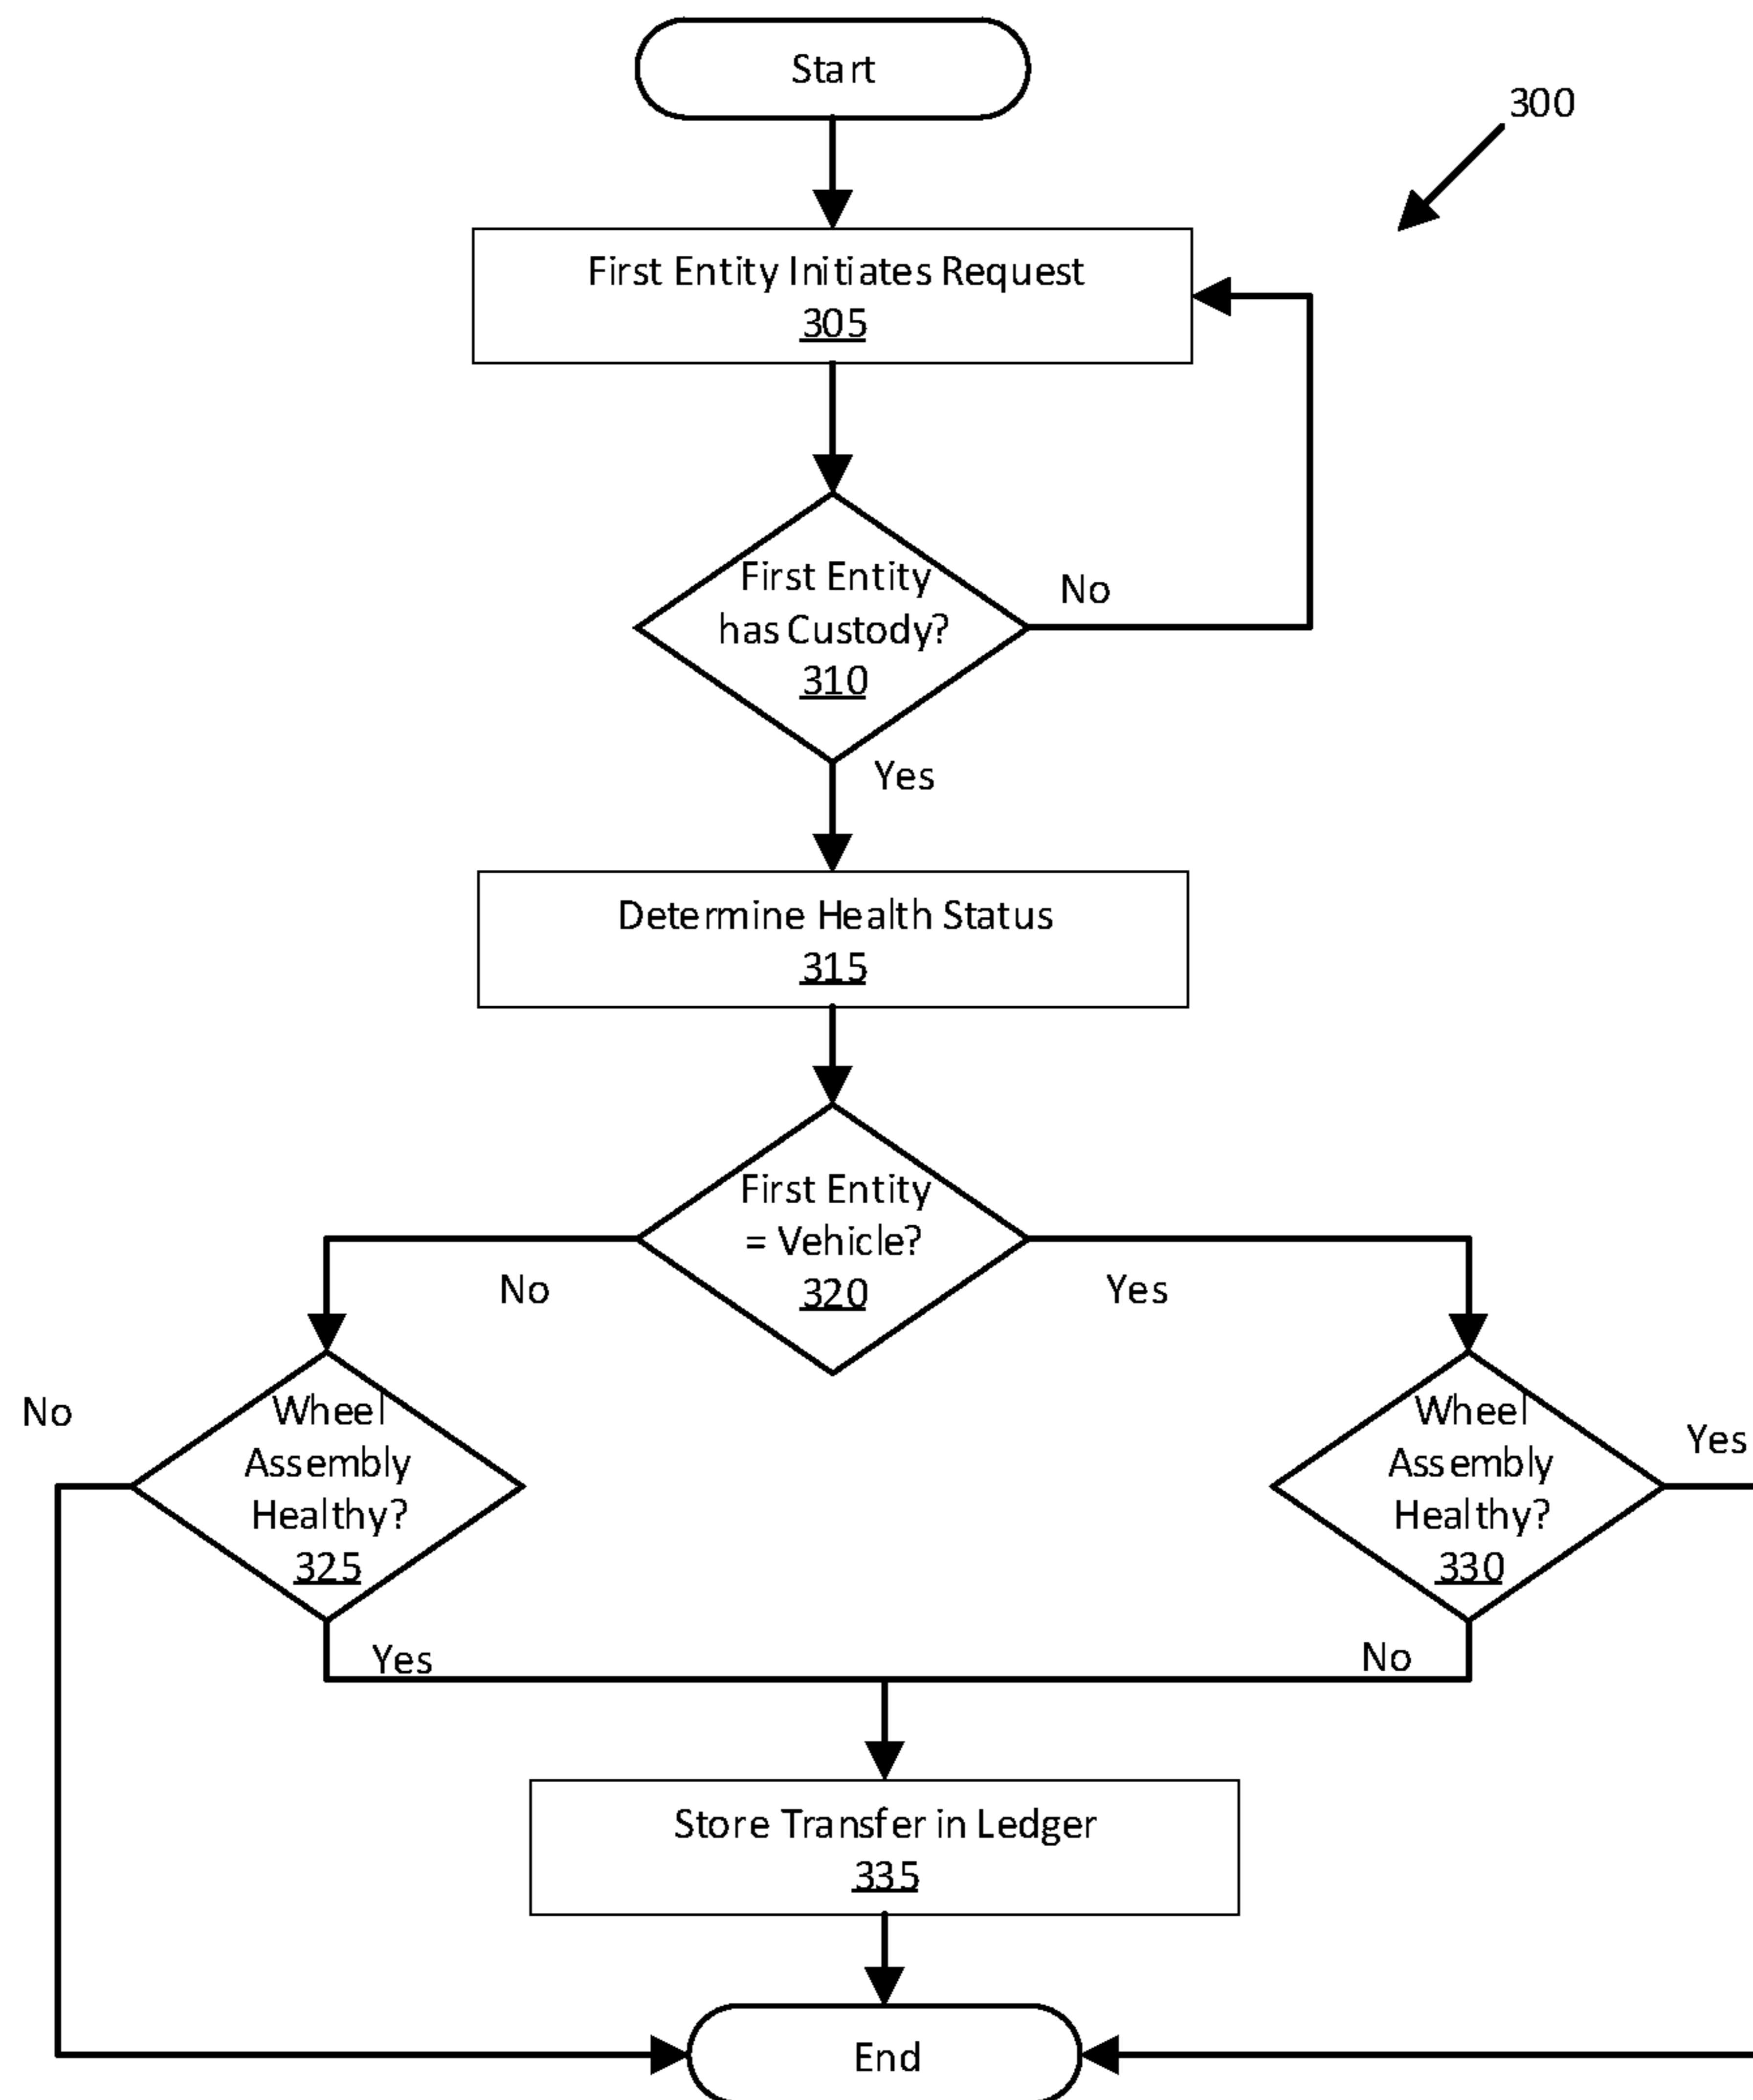 Start
300
First Entity Initiates Request
305
First Entity
has Custody?
310
No
Yes
Determine Health Status
315
First Entity
= Vehicle?
320
No
Yes
Wheel
Assembly
Healthy?
325
No
Yes
Wheel
Assembly
Healthy?
330
Yes
No
Store Transfer in Ledger
335
End